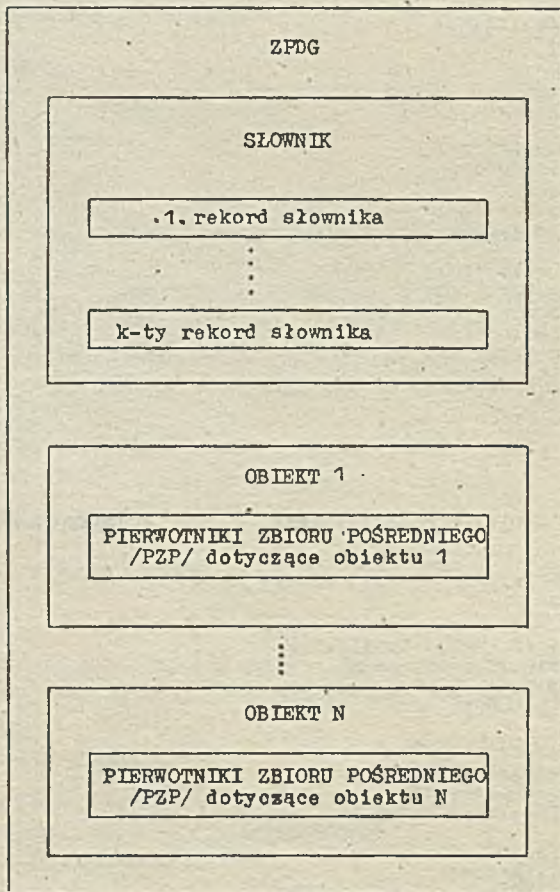 ZPDG
SŁOWNIK
.1. rekord słownika
k-ty rekord słownika
OBIEKT 1
PIERWOTNIKI ZBIORU POŚREDNIEGO
/PZP/ dotyczące obiektu 1
OBIEKT N
PIERWOTNIKI ZBIORU POŚREDNIEGO
/PZP/ dotyczące obiektu N